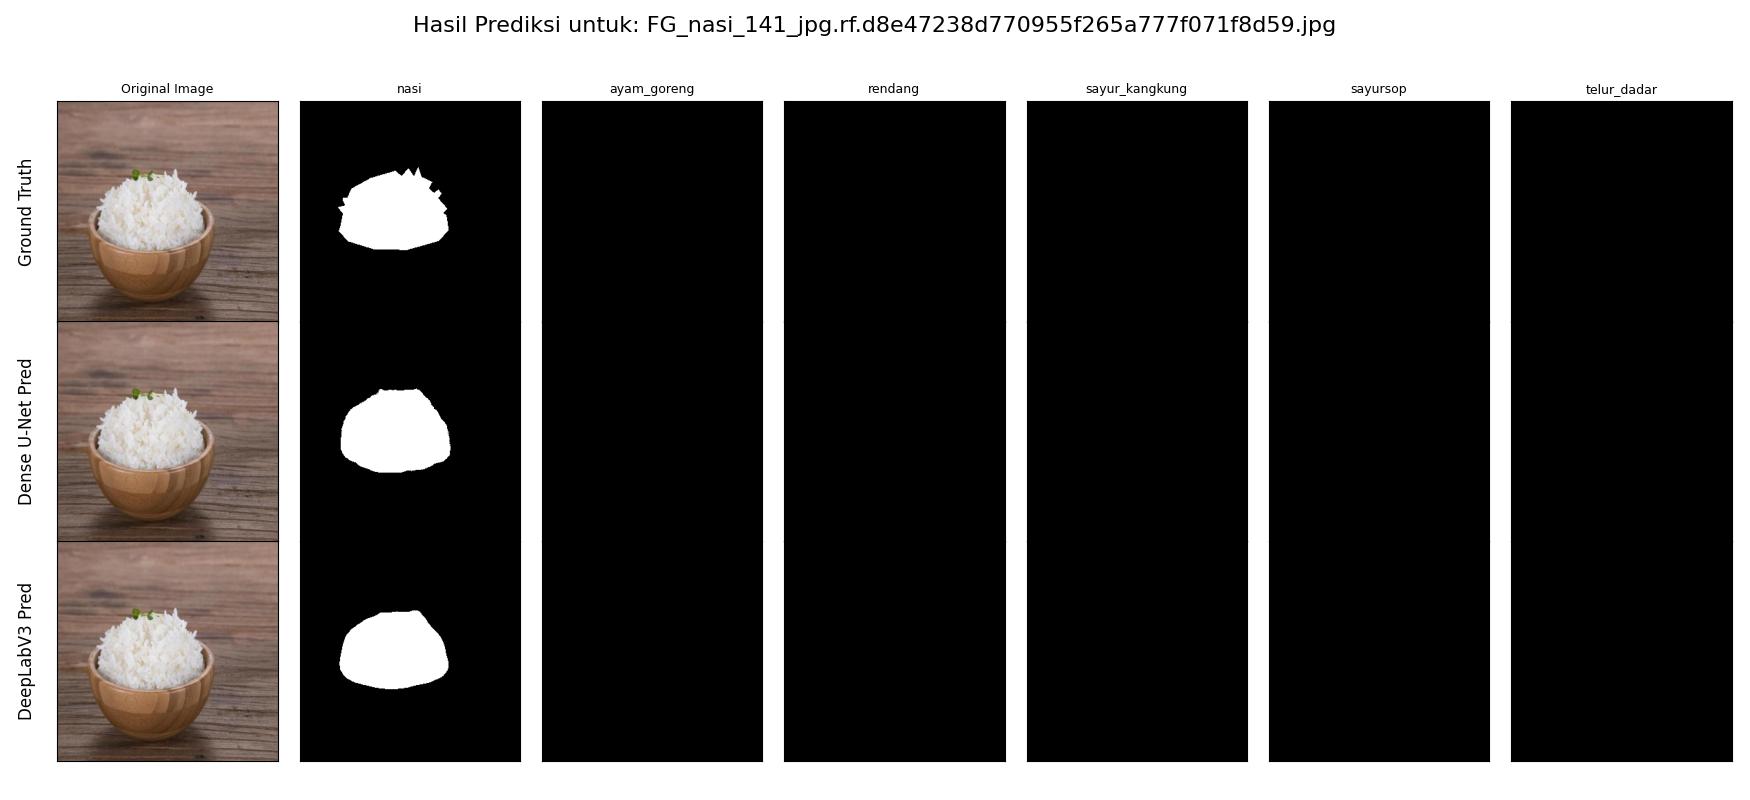 Hasil Prediksi untuk: FG_nasi_141_jpg.rf.d8e47238d770955f265a777f071f8d59.jpg
Original Image
nasi
ayam_goreng
rendang
sayur_kangkung
sayursop
telur_dadar
Ground Truth
Dense U-Net Pred
DeepLabV3 Pred